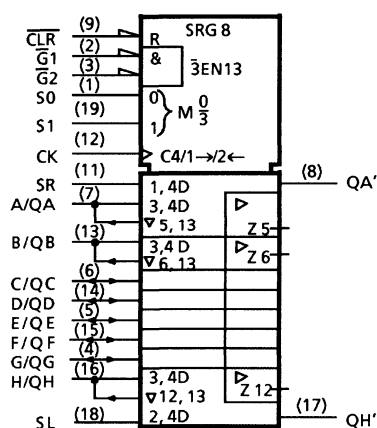 SRG 8
CLR (9) R
G1 (2) &
G2 (3) 3EN13
S0 (1) 0
M 0/3
S1 (19) 1
CK (12) C4/1→/2←
SR (11) 1, 4D (8) QA'
A/QA (7) 3, 4D ▷
▽5, 13 Z 5
B/QB (13) 3,4D ▷
▽6, 13 Z 6
C/QC (6)
D/QD (14)
E/QE (5)
F/QF (15)
G/QG (4)
H/QH (16) 3, 4D ▷
▽12, 13 Z 12
SL (18) 2, 4D (17) QH'